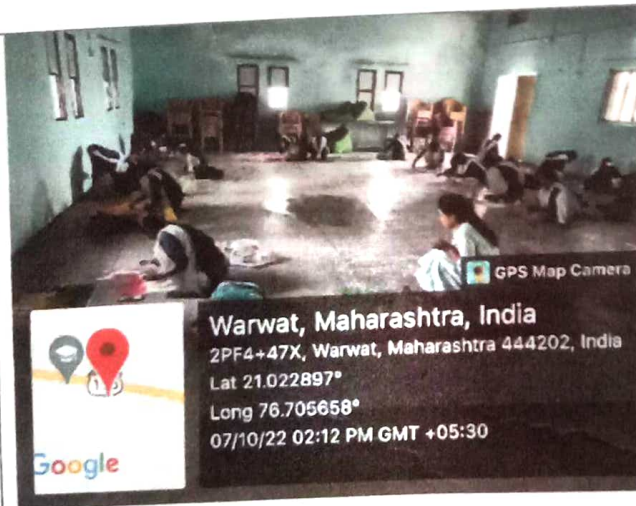 GPS Map Camera
Warwat, Maharashtra, India
2PF4+47X, Warwat, Maharashtra 444202, India
Lat 21.022897°
Long 76.705658°
07/10/22 02:12 PM GMT +05:30
Google